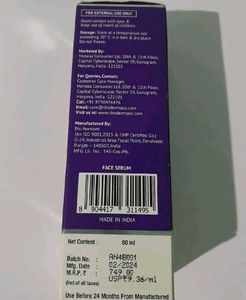 FOR EXTERNAL USE ONLY
Avoid contact with eyes &
Keep out of reach of children.
Storage: Store at a temperature not
exceeding 30° C in a dark & dry place
Do not freeze.
Marketed By:
Honasa Consumer Ltd. 10th & 11th Floor,
Capital Cyberscape, Sector 59, Gurugram,
Haryana, India -122101
For Queries, Contact:
Customer Care Manager,
Honasa Consumer Ltd. 10th & 11th Floor,
Capital Cyberscape, Sector 59, Gurugram,
Haryana, India -122101
Call: +91 8750476476
Email: care@thedermaco.com
www.thedermaco.com
Manufactured By:
Bio Avenues
(An ISO 9001:2015 & GMP Certified Co.)
D-29, Industrial Area Focal Point, Derabassi,
Punjab – 140507, India
MFG. Lic No.: 145-Cos-Pb.
FACE SERUM
8 904417 311495
MADE IN INDIA
Net Content : 80 ml
Batch No. : AN4B001
Mfg. Date : 02/2024
M.R.P. ₹ : 749.00
(Incl. of all taxes) USP₹9.36/ml
Use Before 24 Months From Manufactured